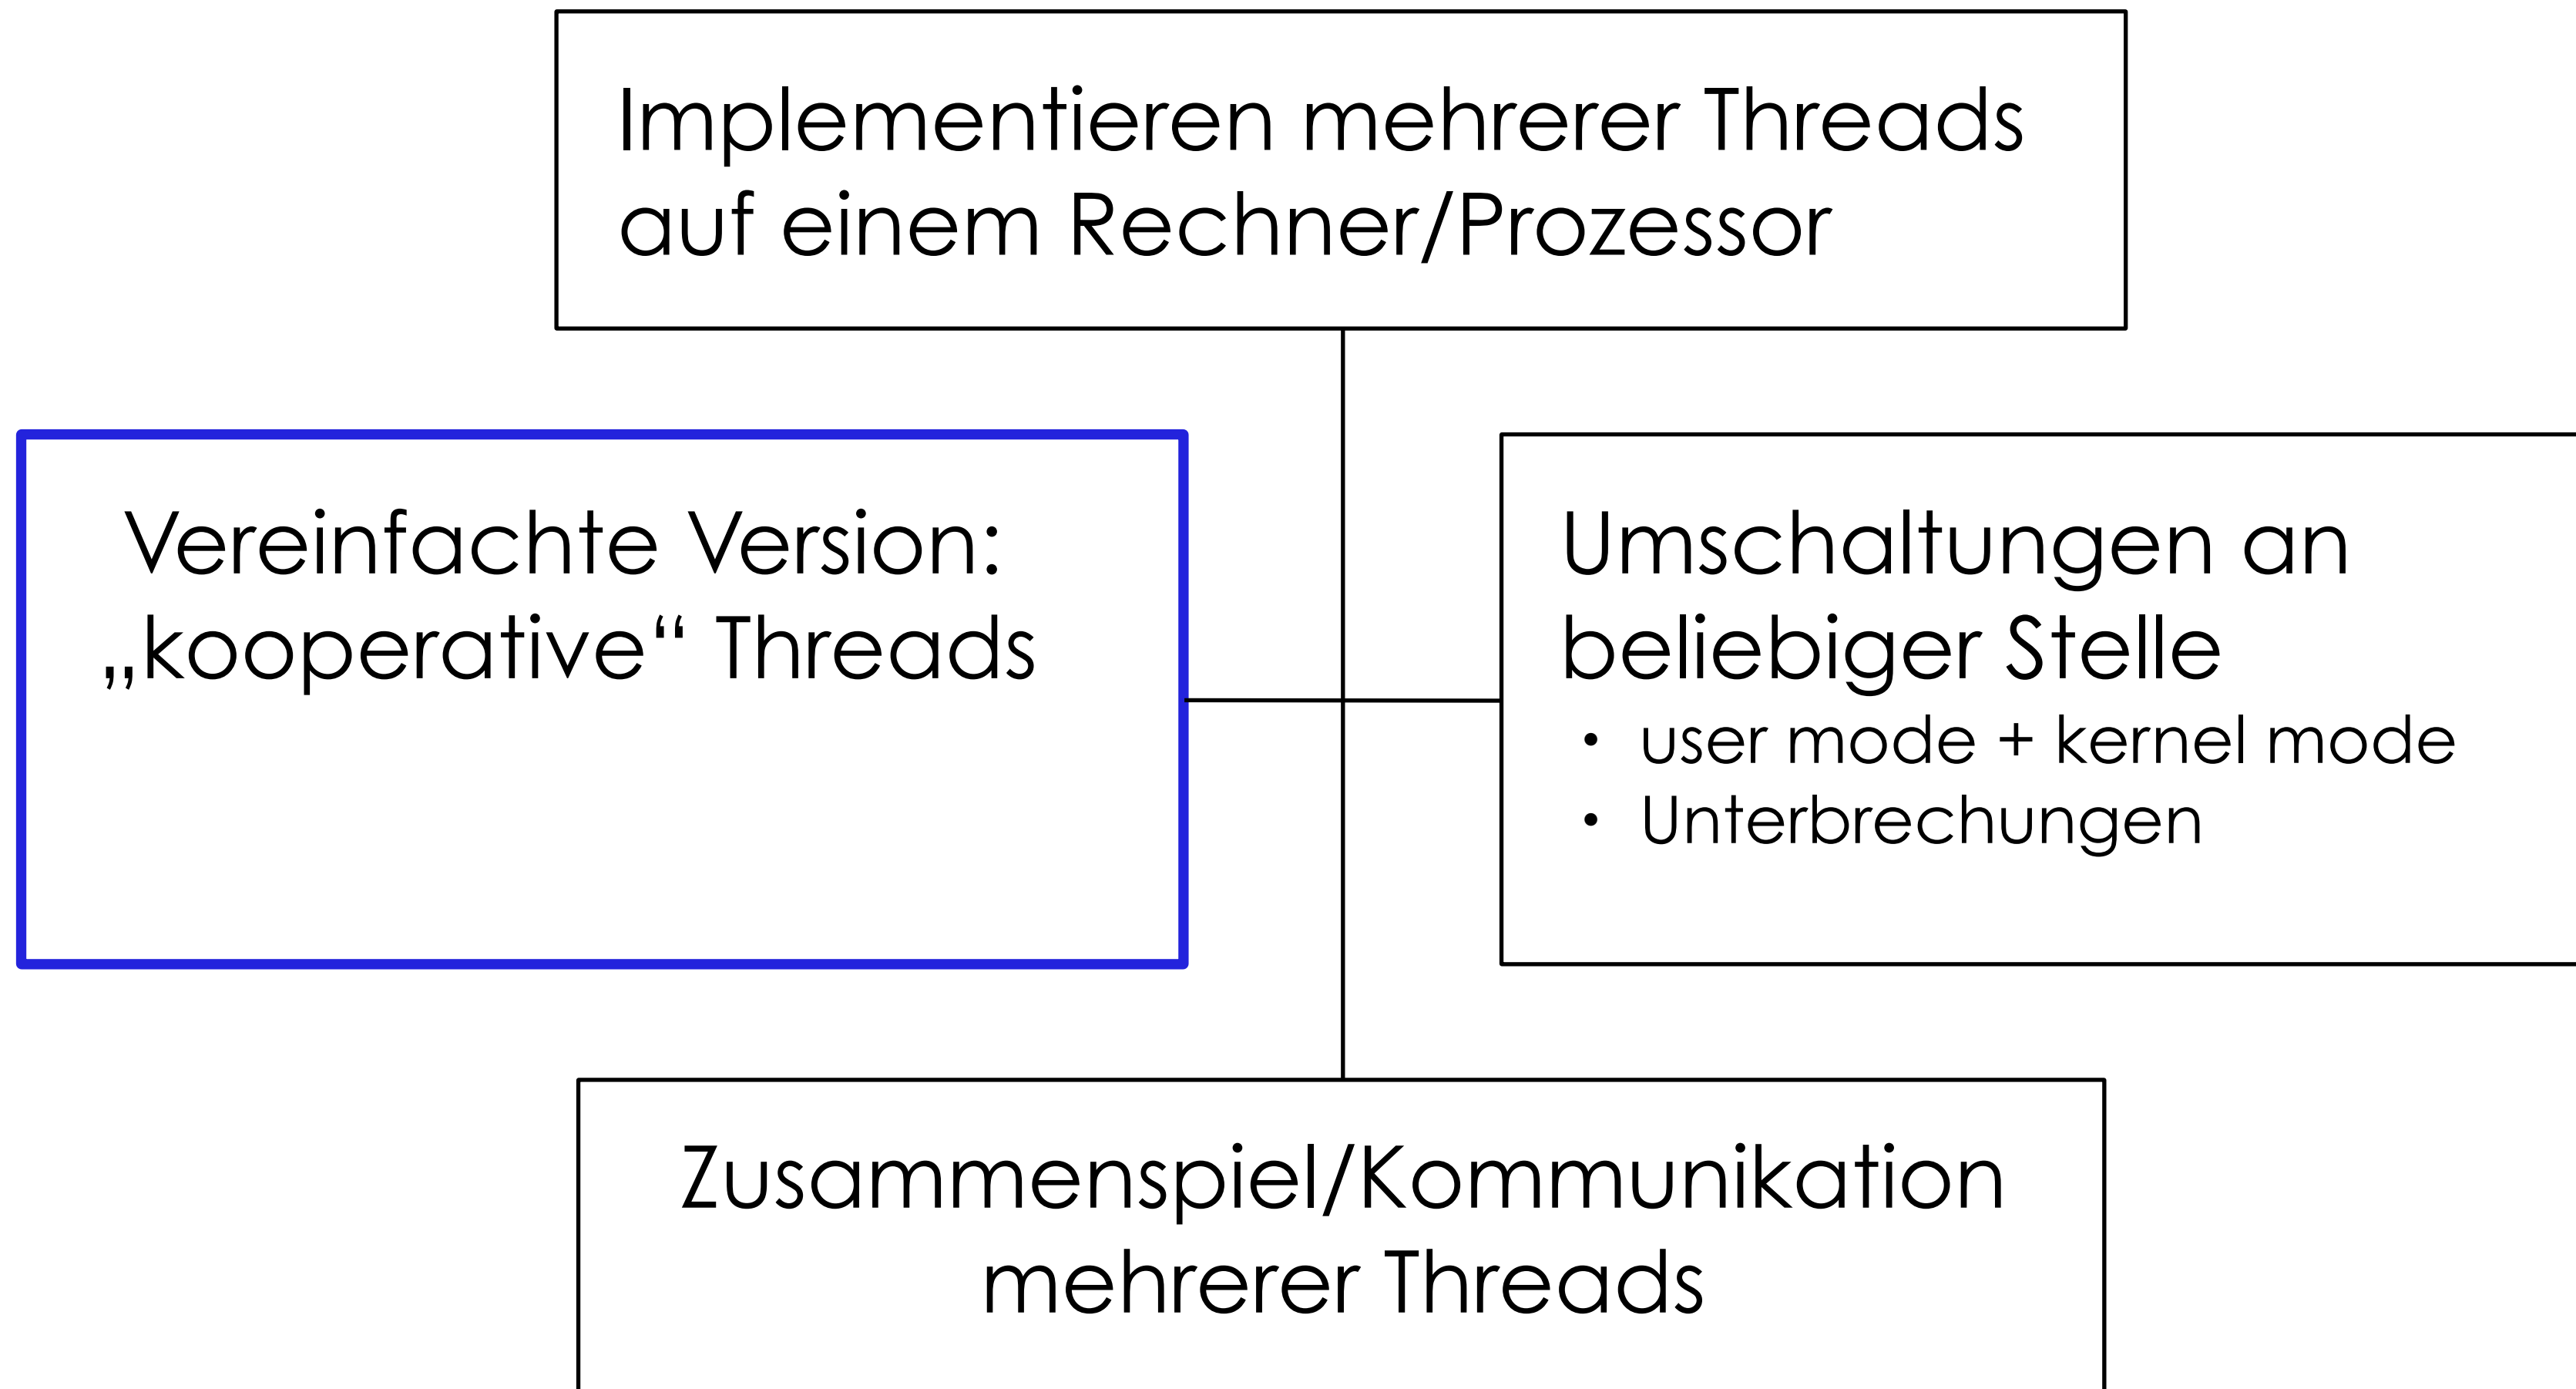 Implementieren mehrerer Threads
auf einem Rechner/Prozessor
Vereinfachte Version:
„kooperative“ Threads
Umschaltungen an
beliebiger Stelle
• user mode + kernel mode
• Unterbrechungen
Zusammenspiel/Kommunikation
mehrerer Threads